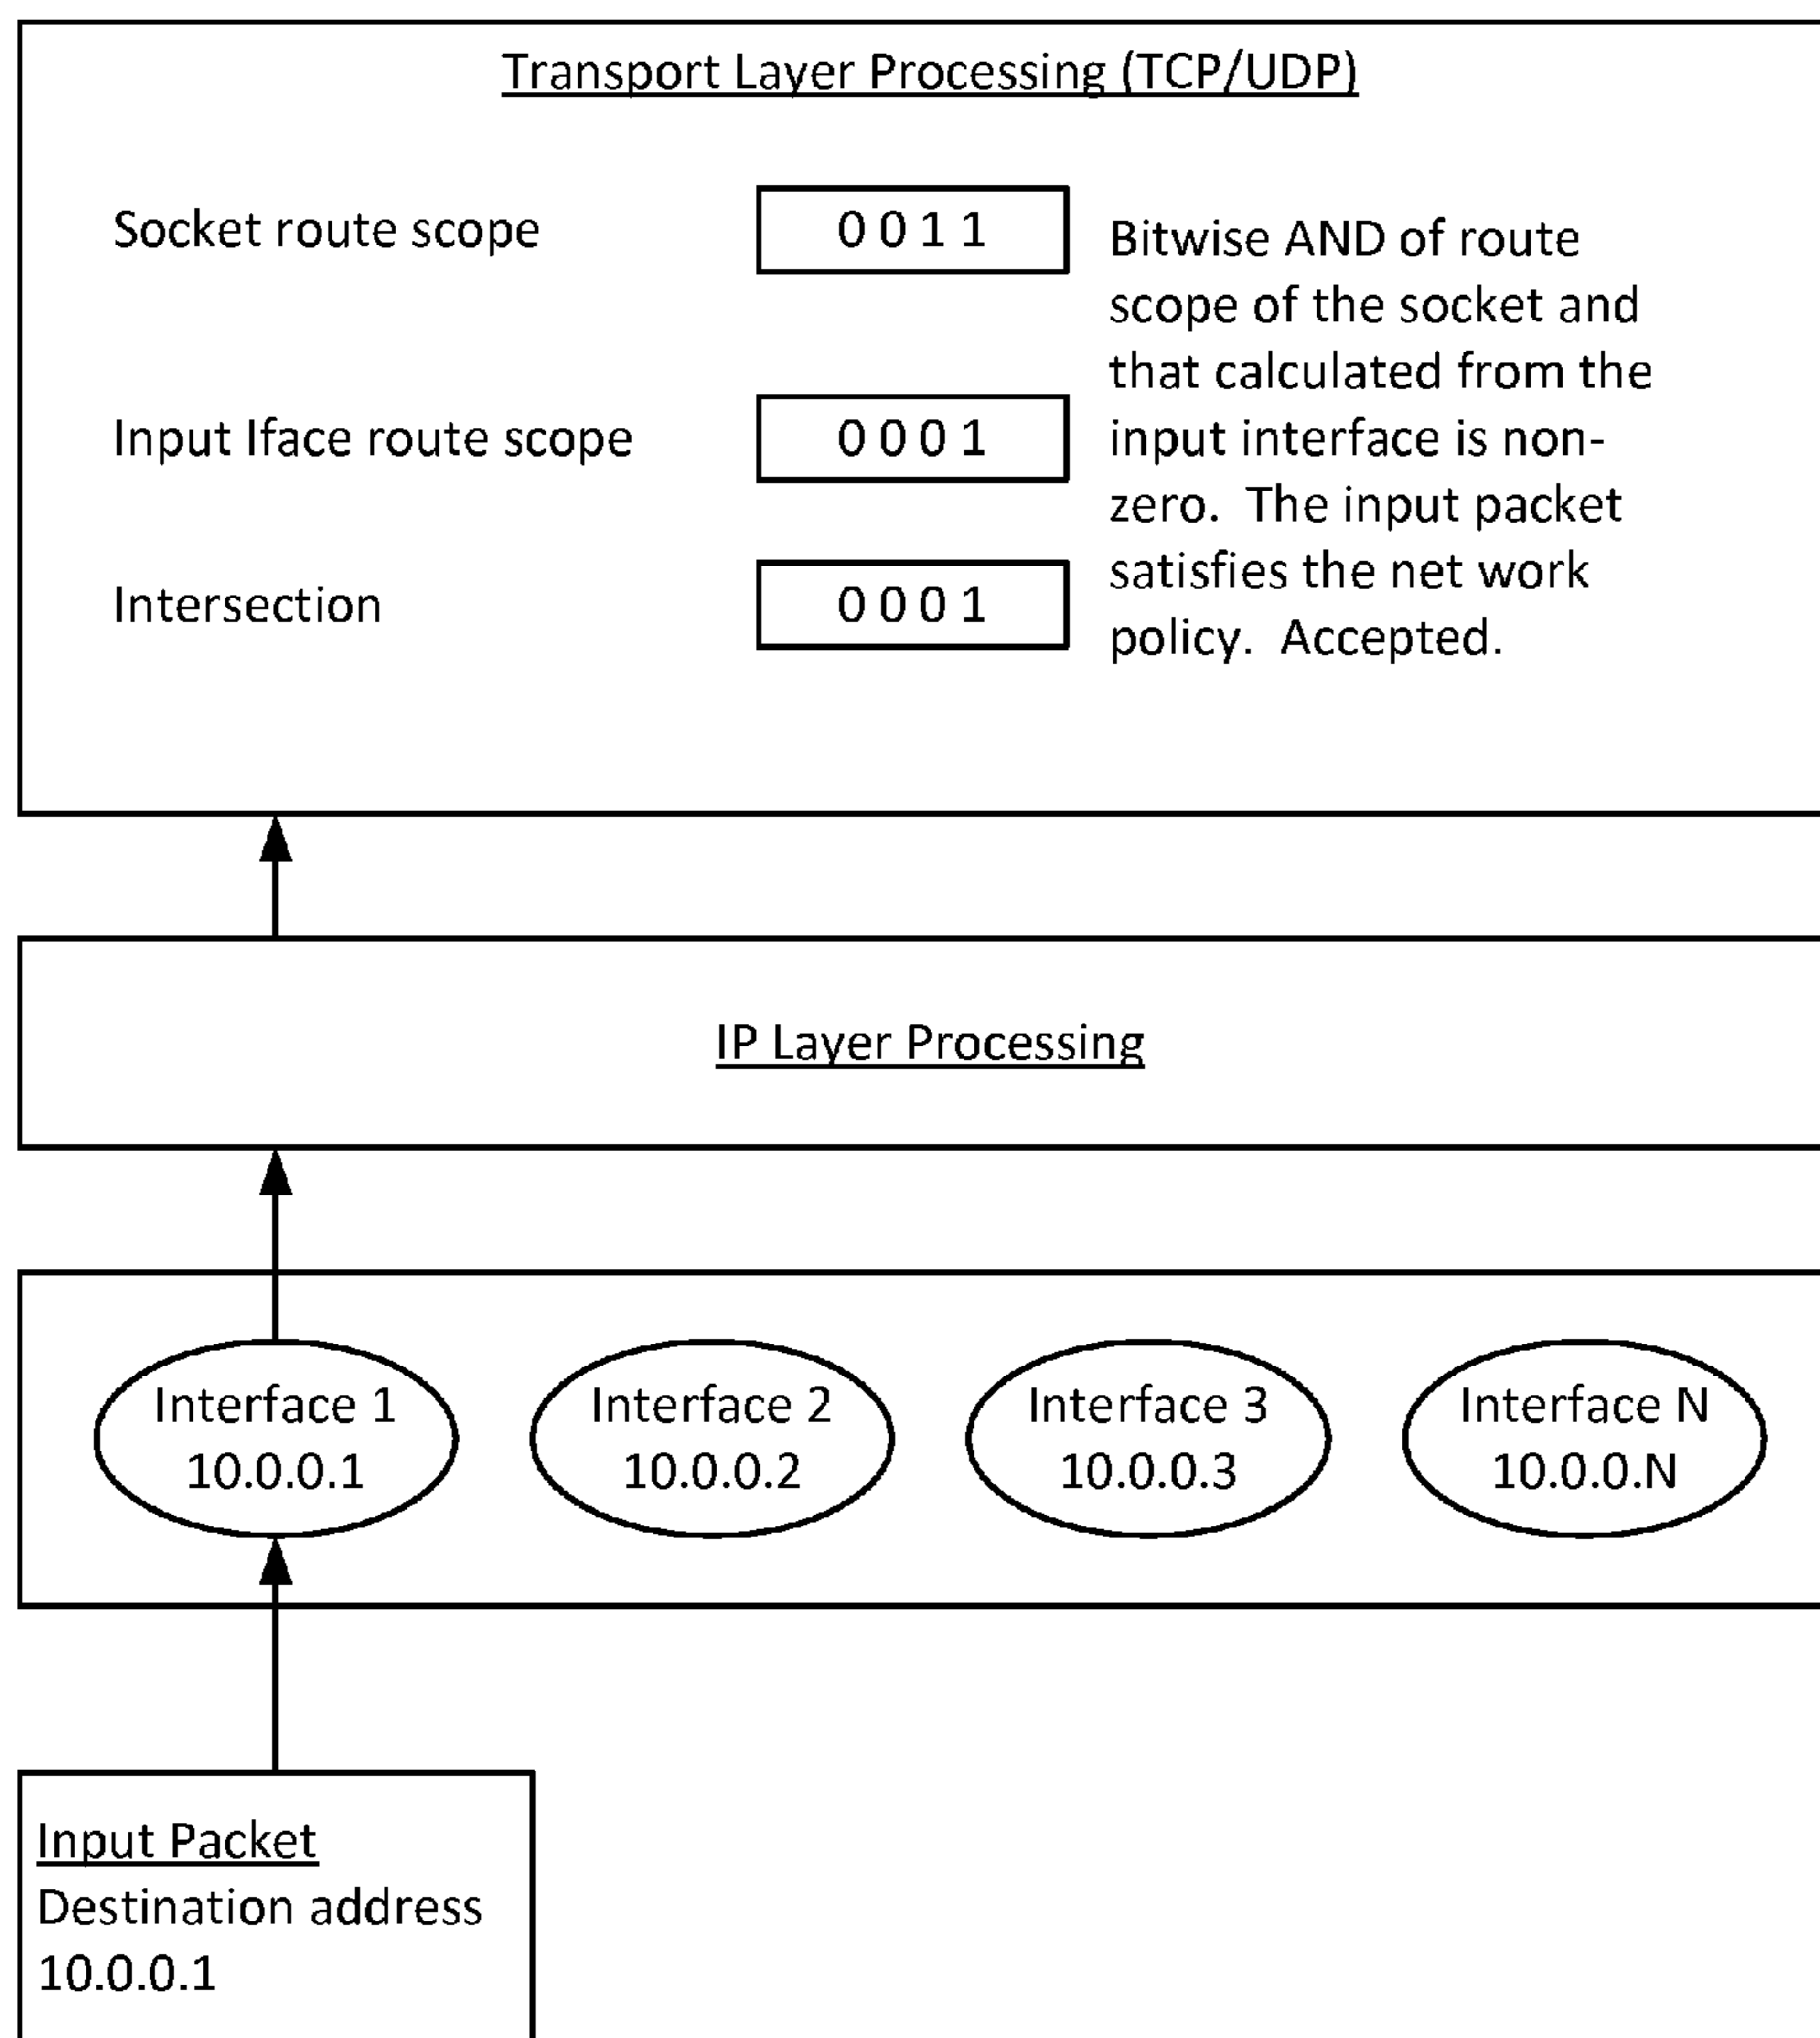 Transport Layer Processing (TCP/UDP)
Socket route scope
0 0 1 1
Input Iface route scope
0 0 0 1
Intersection
0 0 0 1
Bitwise AND of route
scope of the socket and
that calculated from the
input interface is non-
zero. The input packet
satisfies the net work
policy. Accepted.
IP Layer Processing
Interface 1
10.0.0.1
Interface 2
10.0.0.2
Interface 3
10.0.0.3
Interface N
10.0.0.N
Input Packet
Destination address
10.0.0.1